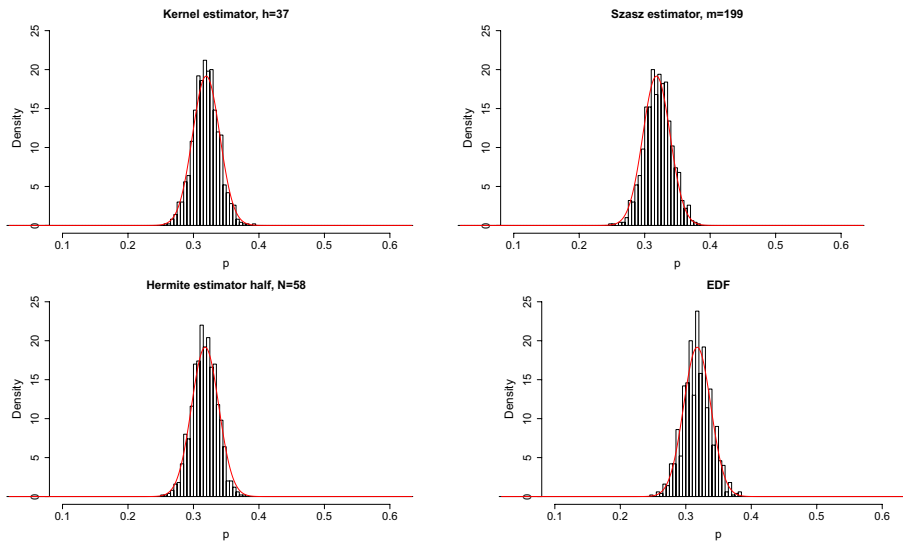 Kernel estimator, h=37
Density
0 5 10 15 20 25
0.1 0.2 0.3 0.4 0.5 0.6
p
Szasz estimator, m=199
Density
0 5 10 15 20 25
0.1 0.2 0.3 0.4 0.5 0.6
p
Hermite estimator half, N=58
Density
0 5 10 15 20 25
0.1 0.2 0.3 0.4 0.5 0.6
p
EDF
Density
0 5 10 15 20 25
0.1 0.2 0.3 0.4 0.5 0.6
p